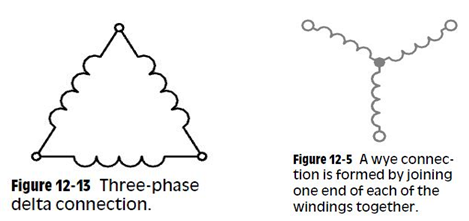 Figure 12-13 Three-phase
delta connection.
Figure 12-5 A wye connec-
tion is formed by joining
one end of each of the
windings together.